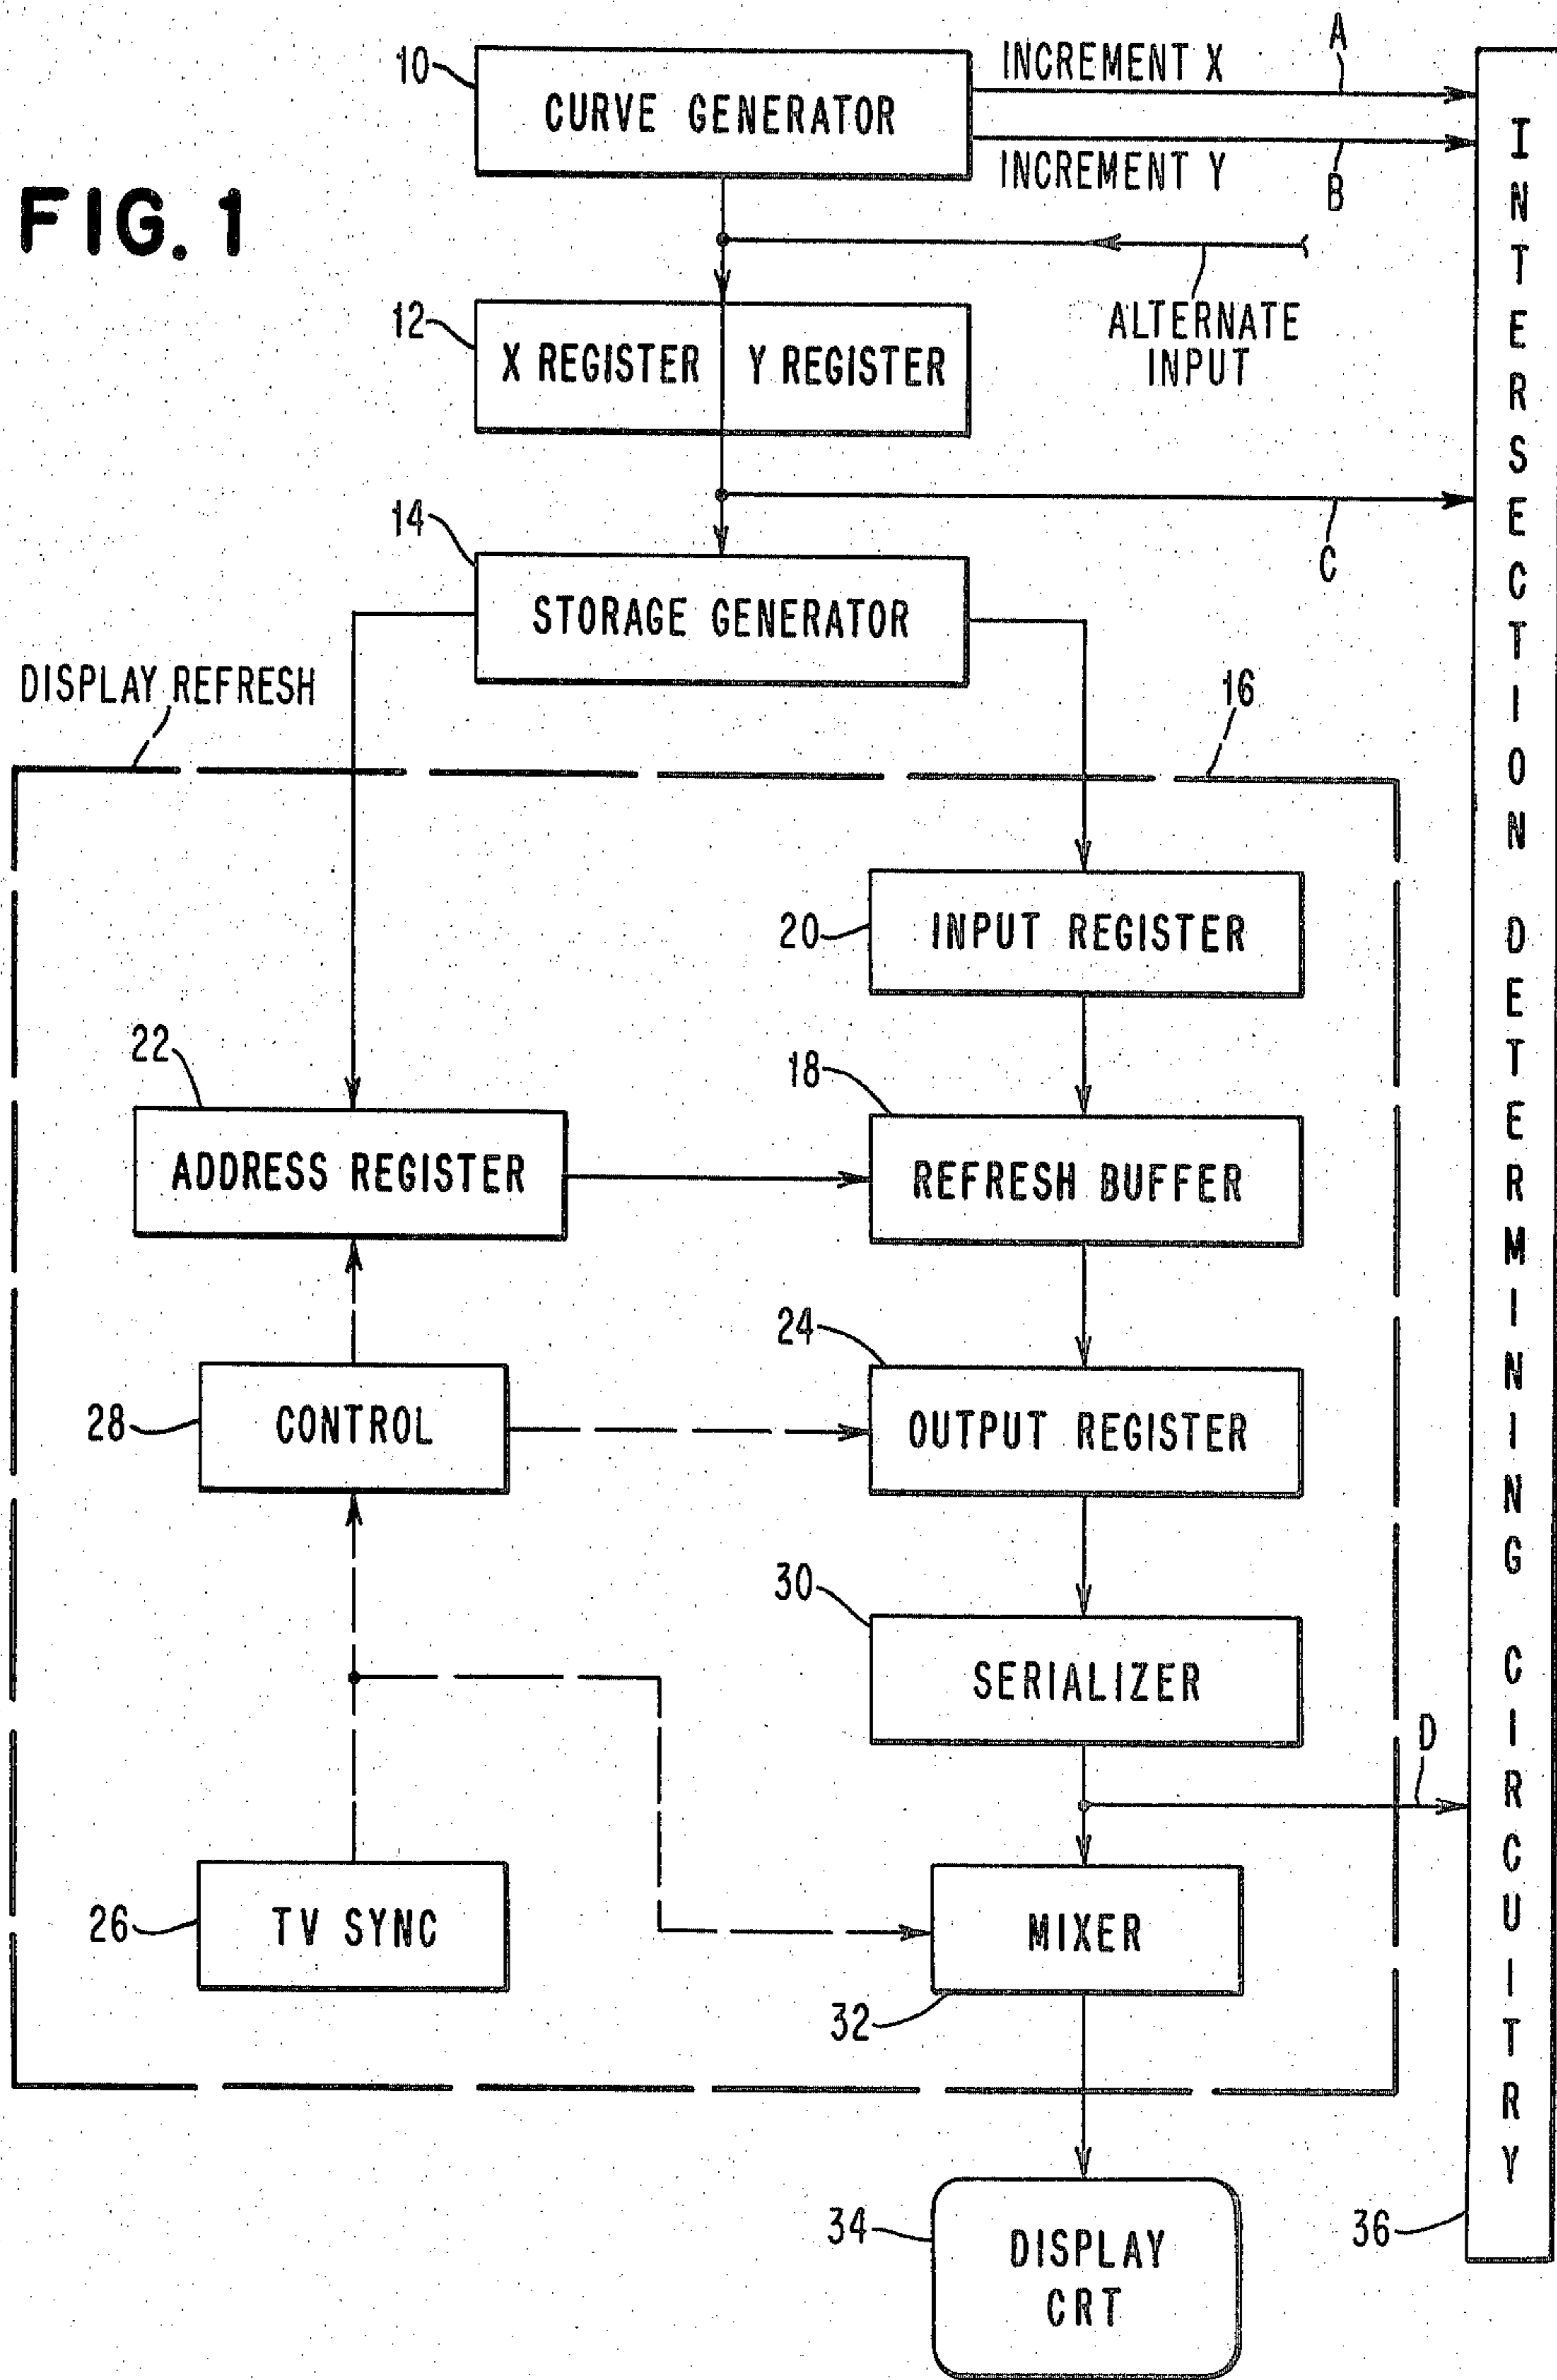 FIG. 1
10
CURVE GENERATOR
INCREMENT X
A
INCREMENT Y
B
ALTERNATE
INPUT
12
X REGISTER
Y REGISTER
C
14
STORAGE GENERATOR
DISPLAY REFRESH
16
20
INPUT REGISTER
22
ADDRESS REGISTER
18
REFRESH BUFFER
24
OUTPUT REGISTER
28
CONTROL
30
SERIALIZER
D
26
TV SYNC
MIXER
32
34
DISPLAY
CRT
36
INTERSECTION DETERMINING CIRCUITRY